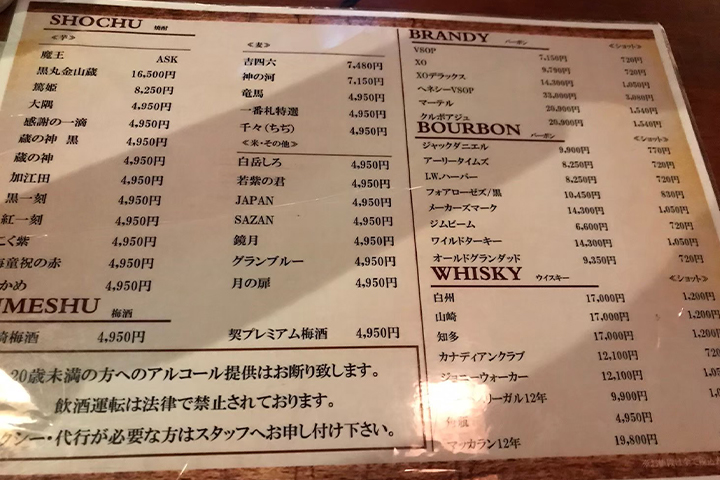 SHOCHU 焼酎
≪芋≫
魔王 ASK
黒丸金山蔵 16,500円
篤姫 8,250円
大隅 4,950円
感謝の一滴 4,950円
蔵の神 黒 4,950円
蔵の神 4,950円
加江田 4,950円
黒一刻 4,950円
紅一刻 4,950円
こく紫 4,950円
海童祝の赤 4,950円
かめ 4,950円
≪麦≫
吉四六 7,480円
神の河 7,150円
竜馬 4,950円
一番札特選 4,950円
千々(ちぢ) 4,950円
≪米・その他≫
白岳しろ 4,950円
若紫の君 4,950円
JAPAN 4,950円
SAZAN 4,950円
鏡月 4,950円
グランブルー 4,950円
月の扉 4,950円
UMESHU 梅酒
梅酒 4,950円
契プレミアム梅酒 4,950円
20歳未満の方へのアルコール提供はお断り致します。
飲酒運転は法律で禁止されております。
クシー・代行が必要な方はスタッフへお申し付け下さい。
BRANDY バーボン ≪ショット≫
VSOP 7,150円 720円
XO 9,790円 720円
XOデラックス 14,300円 1,050円
ヘネシーVSOP 33,000円 3,080円
マーテル 20,900円 1,540円
クルボアジェ 20,900円 1,540円
BOURBON バーボン ≪ショット≫
ジャックダニエル 9,900円 770円
アーリータイムズ 8,250円 720円
I.W.ハーパー 8,250円 720円
フォアローゼズ/黒 10,450円 830円
メーカーズマーク 14,300円 1,050円
ジムビーム 6,600円 720円
ワイルドターキー 14,300円 1,050円
オールドグランダッド 9,350円 720円
WHISKY ウイスキー ≪ショット≫
白州 17,000円 1,200円
山崎 17,000円 1,200円
知多 17,000円 1,200円
カナディアンクラブ 12,100円 720
ジョニーウォーカー 12,100円 1,05
リーガル12年 9,900円 1,0
4,950円
マッカラン12年 19,800円